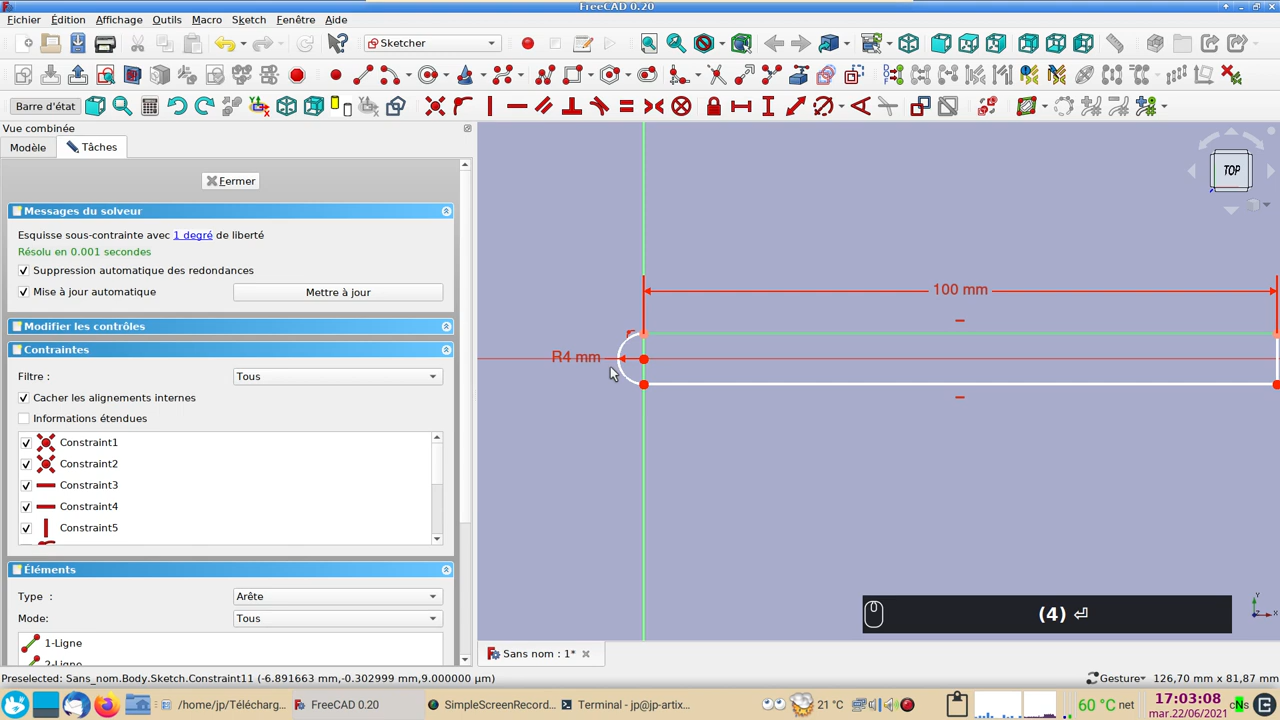 FreeCAD 0.20
Fichier Édition Affichage Outils Macro Sketch Fenêtre Aide
Sketcher
Barre d'état
Vue combinée
Modèle Tâches
Fermer
Messages du solveur
Esquisse sous-contrainte avec 1 degré de liberté
Résolu en 0.001 secondes
Suppression automatique des redondances
Mise à jour automatique Mettre à jour
Modifier les contrôles
Contraintes
Filtre : Tous
Cacher les alignements internes
Informations étendues
Constraint1
Constraint2
Constraint3
Constraint4
Constraint5
Éléments
Type : Arête
Mode: Tous
1-Ligne
2-Ligne
TOP
100 mm
R4 mm
(4) ⏎
Y
X
Sans nom : 1*
Preselected: Sans_nom.Body.Sketch.Constraint11 (-6.891663 mm,-0.302999 mm,9.000000 µm) Gesture 126,70 mm x 81,87 mm
/home/jp/Télécharg... FreeCAD 0.20 SimpleScreenRecord... Terminal - jp@jp-artix... 21 °C 60 °C net 17:03:08 cNs
mar.22/06/2021